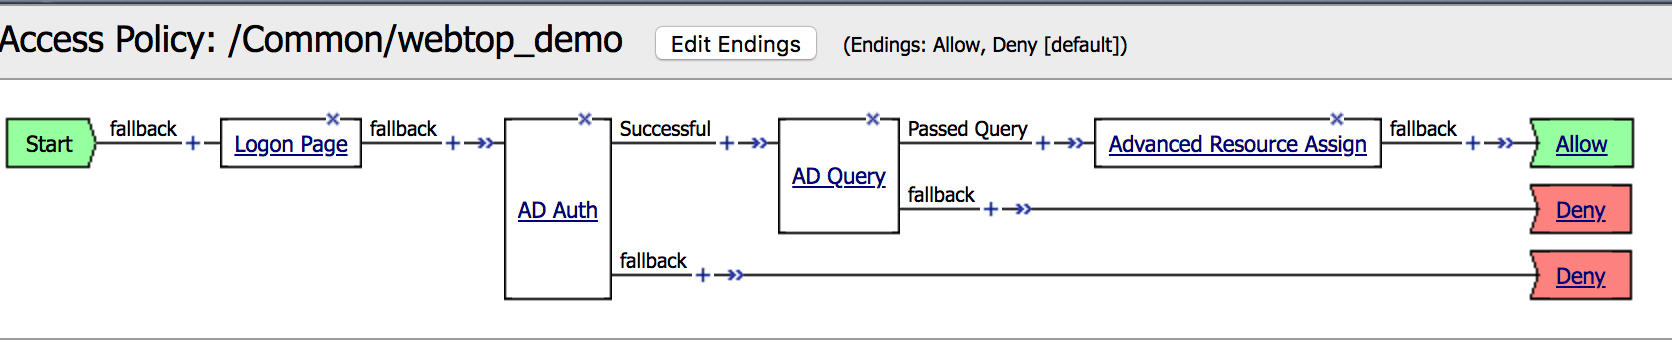 Access Policy: /Common/webtop_demo Edit Endings (Endings: Allow, Deny [default])
Start fallback Logon Page fallback Successful Passed Query Advanced Resource Assign fallback Allow
AD Query
fallback Deny
AD Auth
fallback Deny